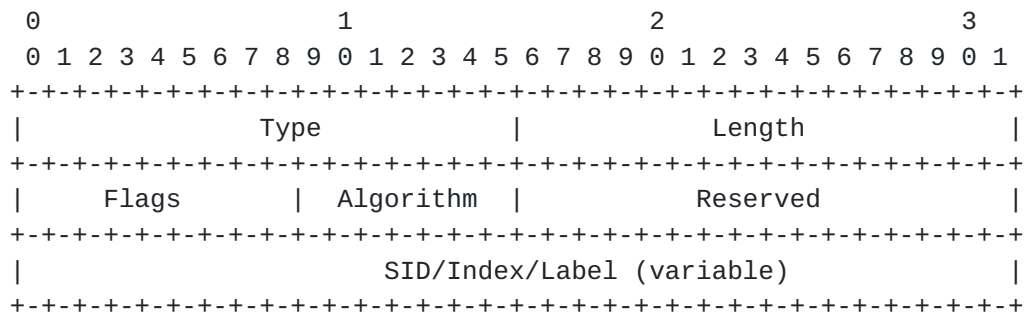 0                   1                   2                   3
 0 1 2 3 4 5 6 7 8 9 0 1 2 3 4 5 6 7 8 9 0 1 2 3 4 5 6 7 8 9 0 1
+-+-+-+-+-+-+-+-+-+-+-+-+-+-+-+-+-+-+-+-+-+-+-+-+-+-+-+-+-+-+-+-+
|               Type            |            Length             |
+-+-+-+-+-+-+-+-+-+-+-+-+-+-+-+-+-+-+-+-+-+-+-+-+-+-+-+-+-+-+-+-+
|     Flags       |  Algorithm  |           Reserved            |
+-+-+-+-+-+-+-+-+-+-+-+-+-+-+-+-+-+-+-+-+-+-+-+-+-+-+-+-+-+-+-+-+
|                       SID/Index/Label (variable)              |
+-+-+-+-+-+-+-+-+-+-+-+-+-+-+-+-+-+-+-+-+-+-+-+-+-+-+-+-+-+-+-+-+